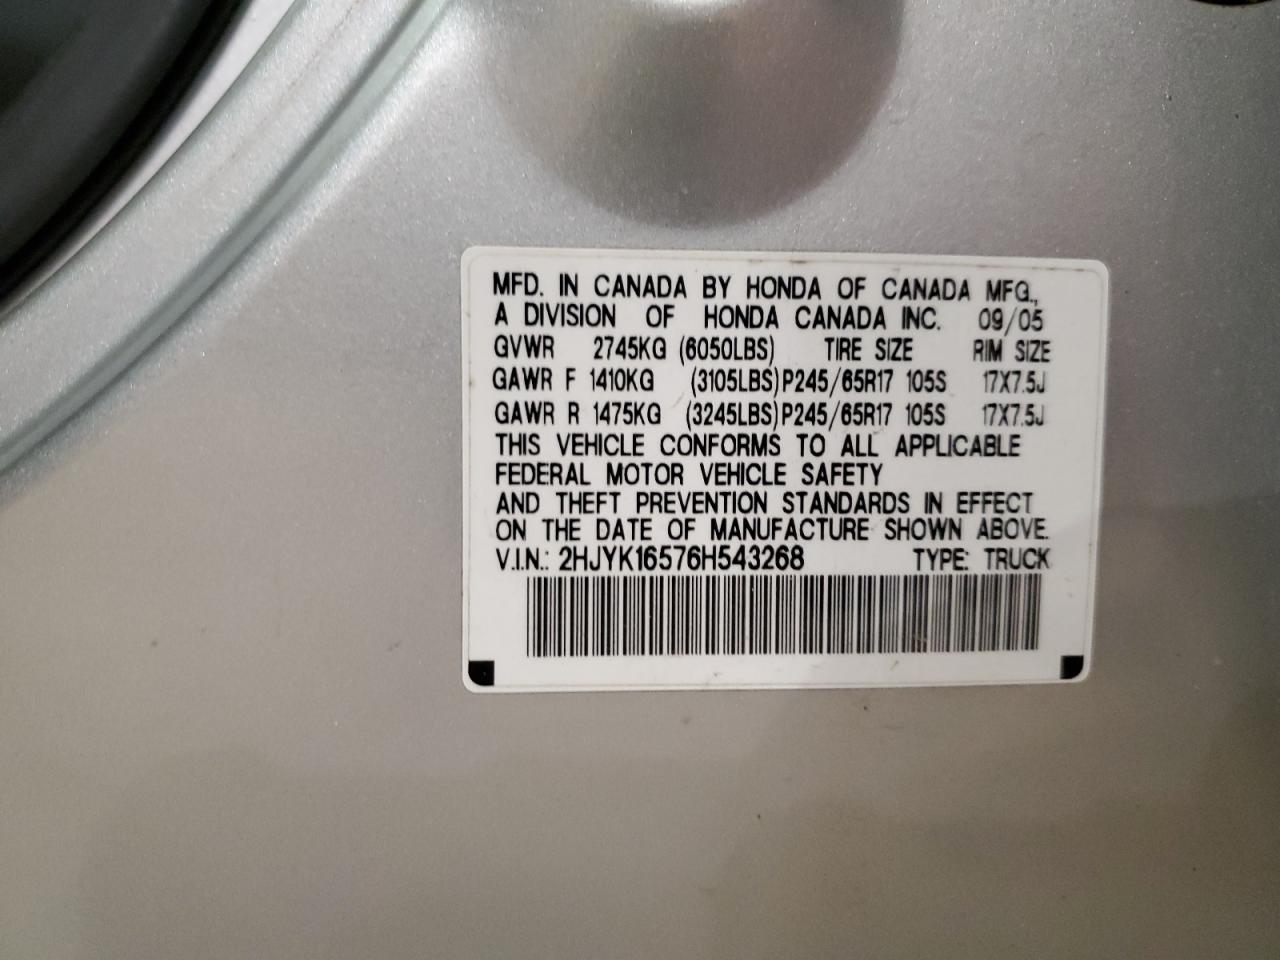 MFD. IN CANADA BY HONDA OF CANADA MFG.,
A DIVISION OF HONDA CANADA INC. 09/05
GVWR 2745KG (6050LBS) TIRE SIZE RIM SIZE
GAWR F 1410KG (3105LBS) P245/65R17 105S 17X7.5J
GAWR R 1475KG (3245LBS) P245/65R17 105S 17X7.5J
THIS VEHICLE CONFORMS TO ALL APPLICABLE
FEDERAL MOTOR VEHICLE SAFETY
AND THEFT PREVENTION STANDARDS IN EFFECT
ON THE DATE OF MANUFACTURE SHOWN ABOVE.
V.I.N.: 2HJYK16576H543268 TYPE: TRUCK